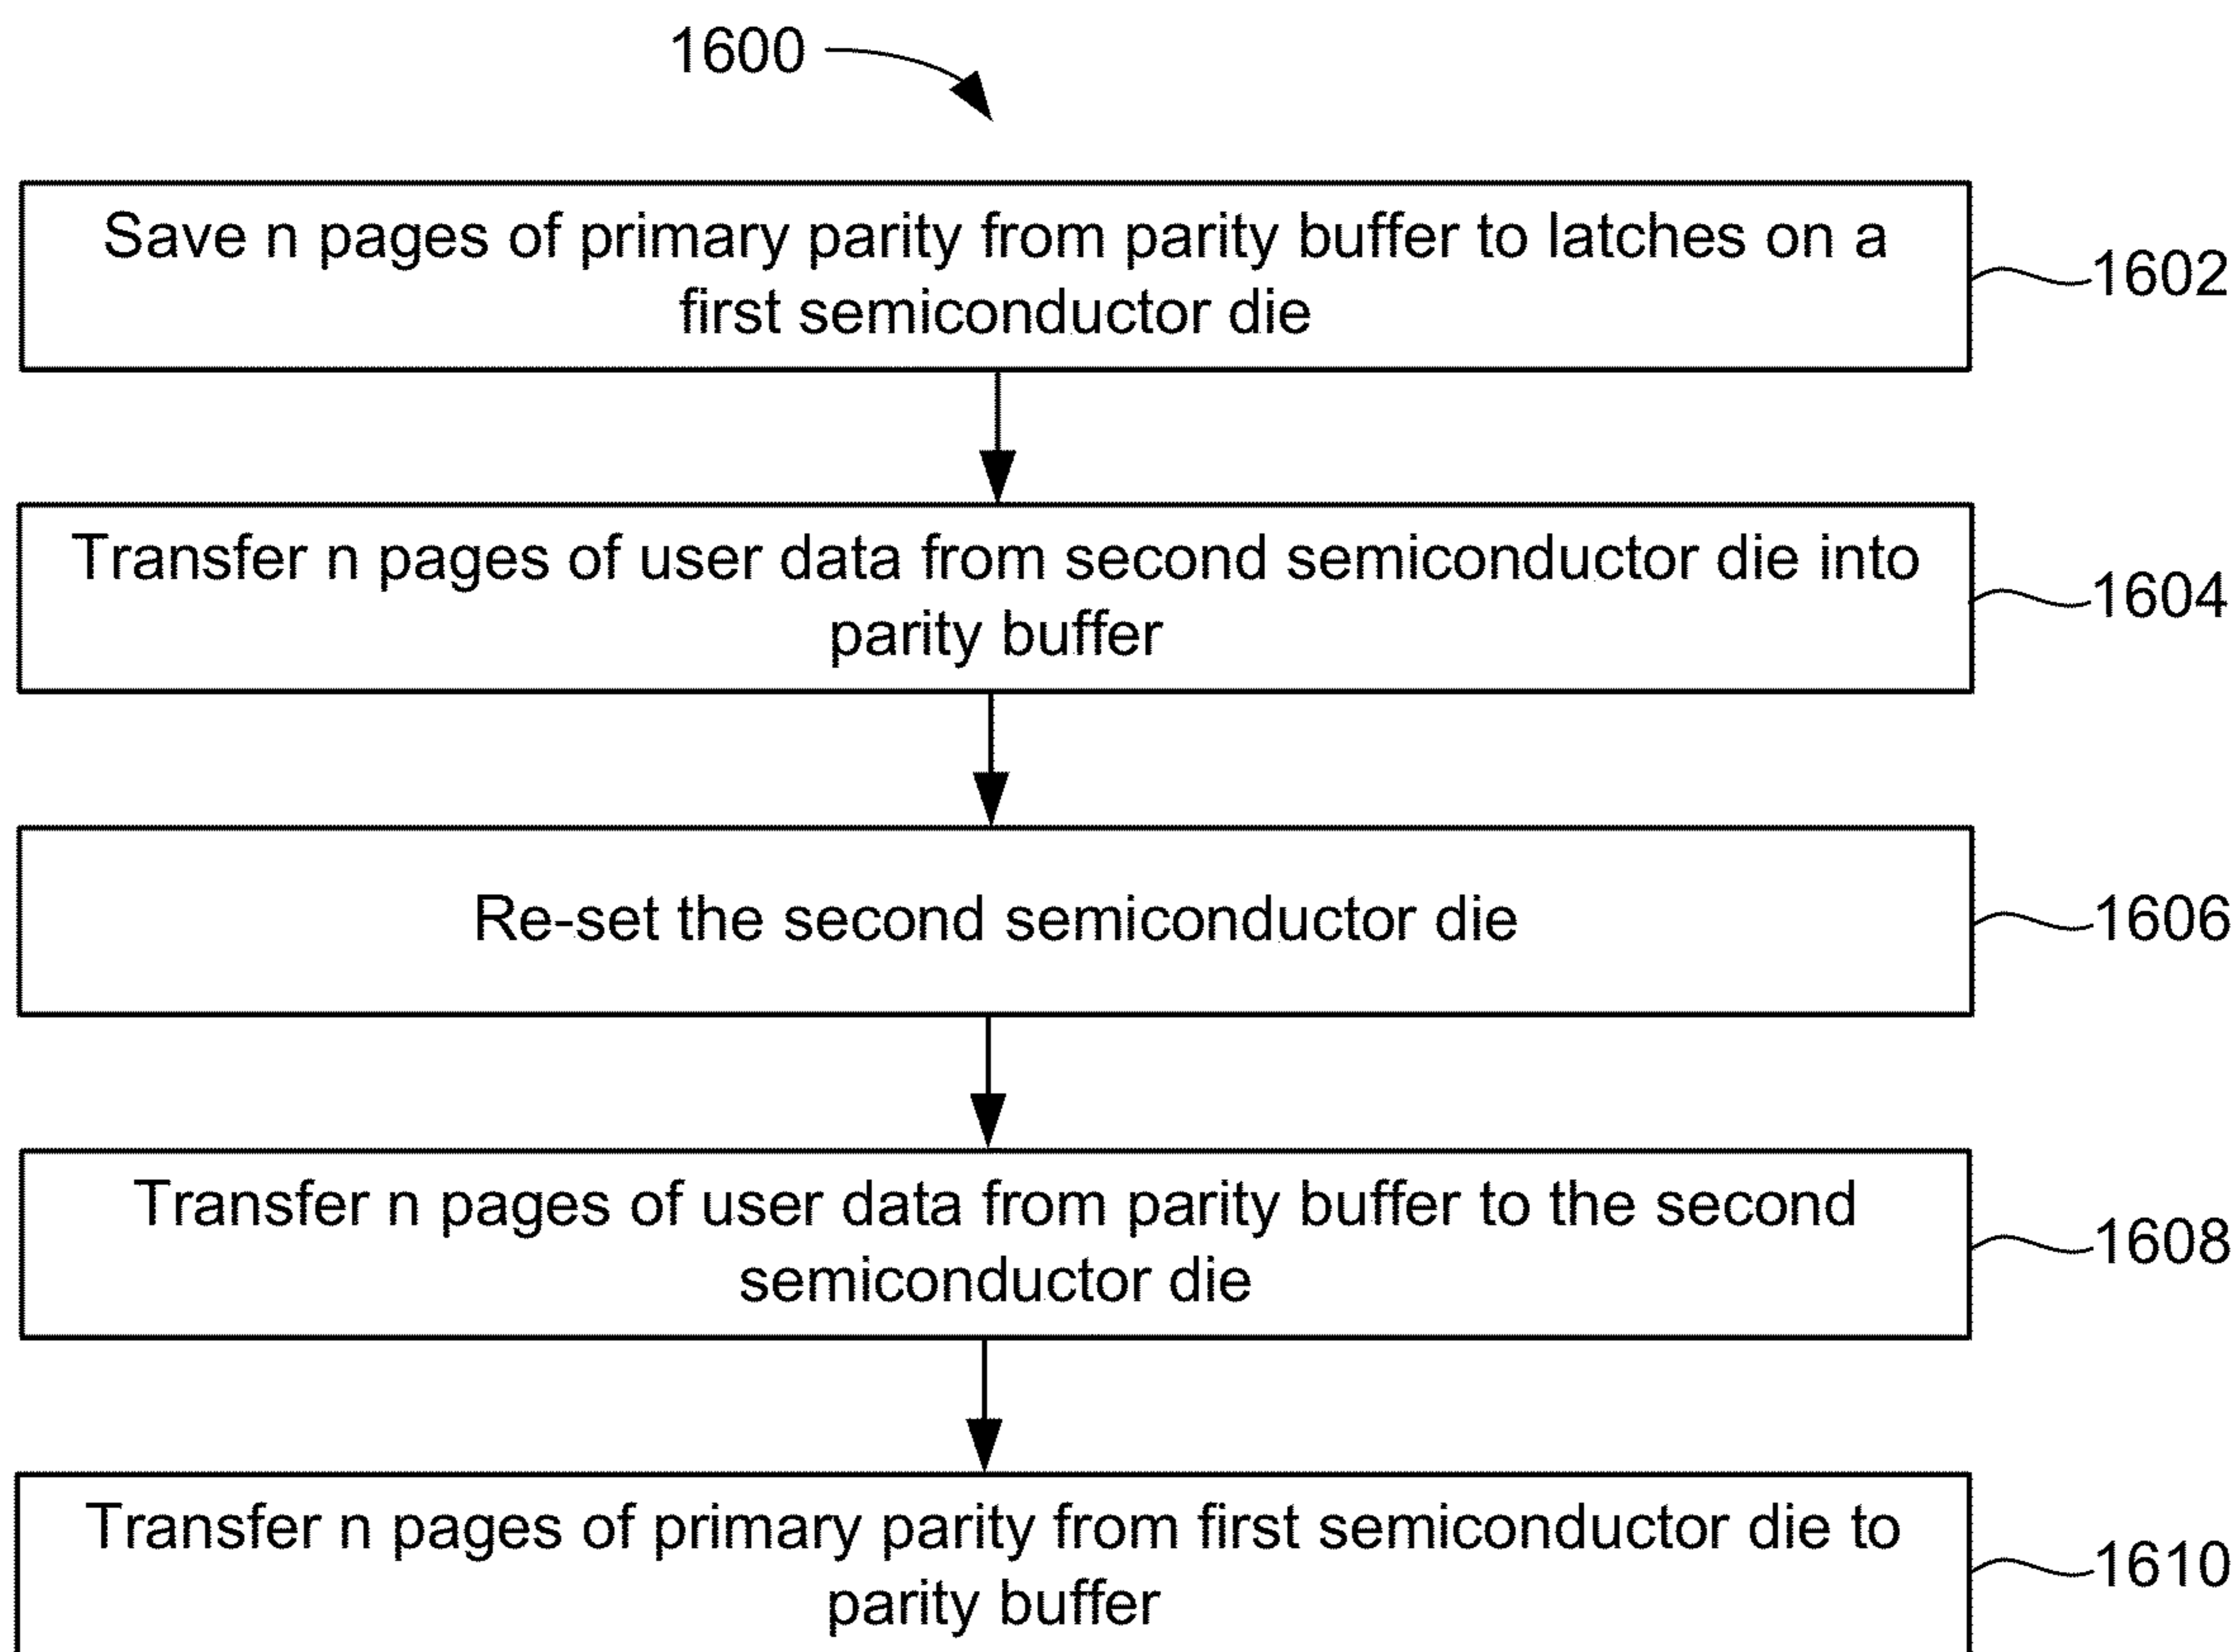 1600
Save n pages of primary parity from parity buffer to latches on a
first semiconductor die
1602
Transfer n pages of user data from second semiconductor die into
parity buffer
1604
Re-set the second semiconductor die
1606
Transfer n pages of user data from parity buffer to the second
semiconductor die
1608
Transfer n pages of primary parity from first semiconductor die to
parity buffer
1610